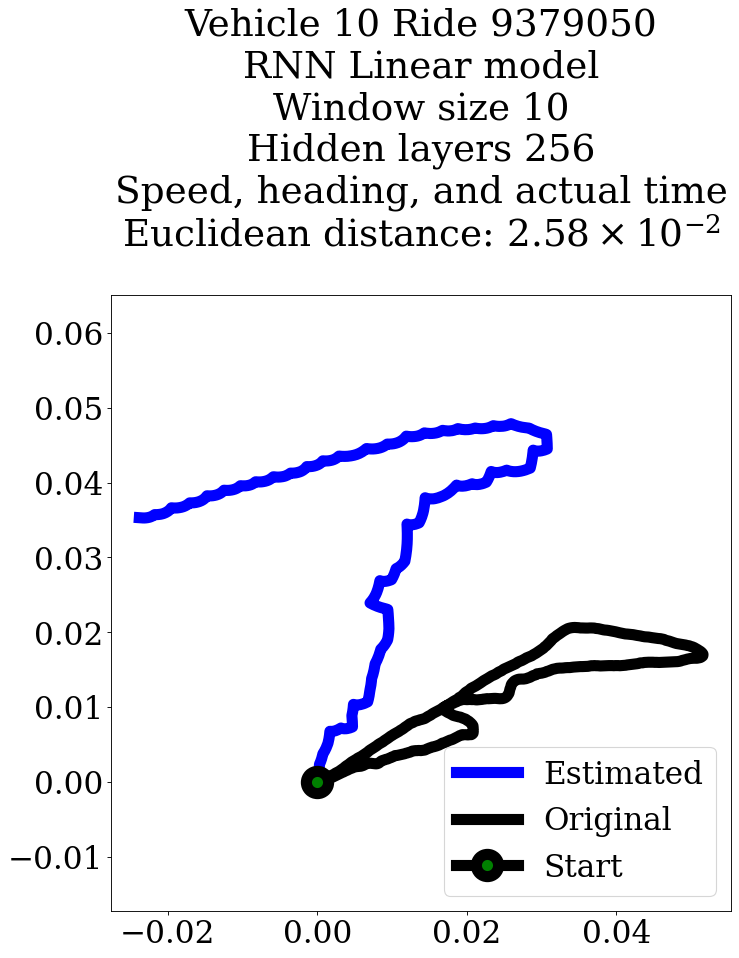 Vehicle 10 Ride 9379050
RNN Linear model
Window size 10
Hidden layers 256
Speed, heading, and actual time
Euclidean distance: 2.58 × 10⁻²
0.06
0.05
0.04
0.03
0.02
0.01
0.00
−0.01
Estimated
Original
Start
−0.02
0.00
0.02
0.04